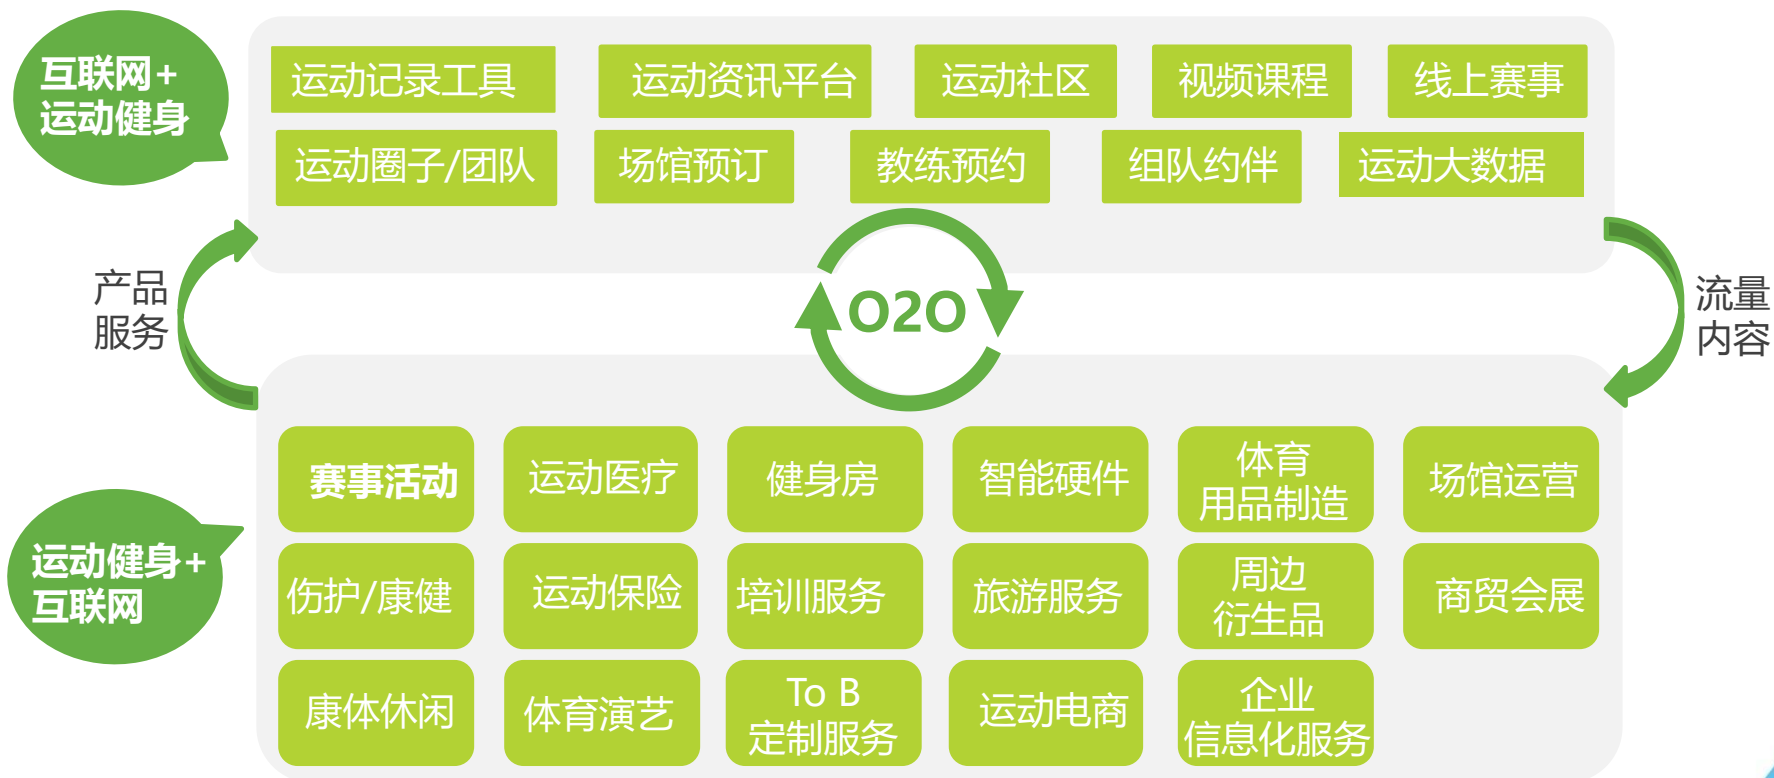 互联网+
运动健身
运动记录工具
运动资讯平台
运动社区
视频课程
线上赛事
运动圈子/团队
场馆预订
教练预约
组队约伴
运动大数据
产品
服务
O2O
流量
内容
运动健身+
互联网
赛事活动
运动医疗
健身房
智能硬件
体育
用品制造
场馆运营
伤护/康健
运动保险
培训服务
旅游服务
周边
衍生品
商贸会展
康体休闲
体育演艺
To B
定制服务
运动电商
企业
信息化服务